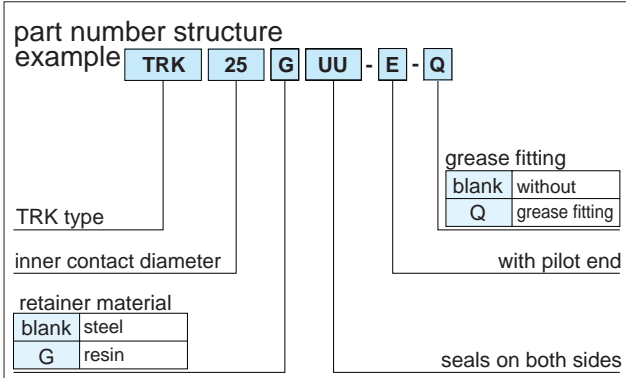 part number structure
example TRK 25 G UU - E - Q
grease fitting
blank without
Q grease fitting
TRK type
inner contact diameter
with pilot end
retainer material
blank steel
G resin
seals on both sides